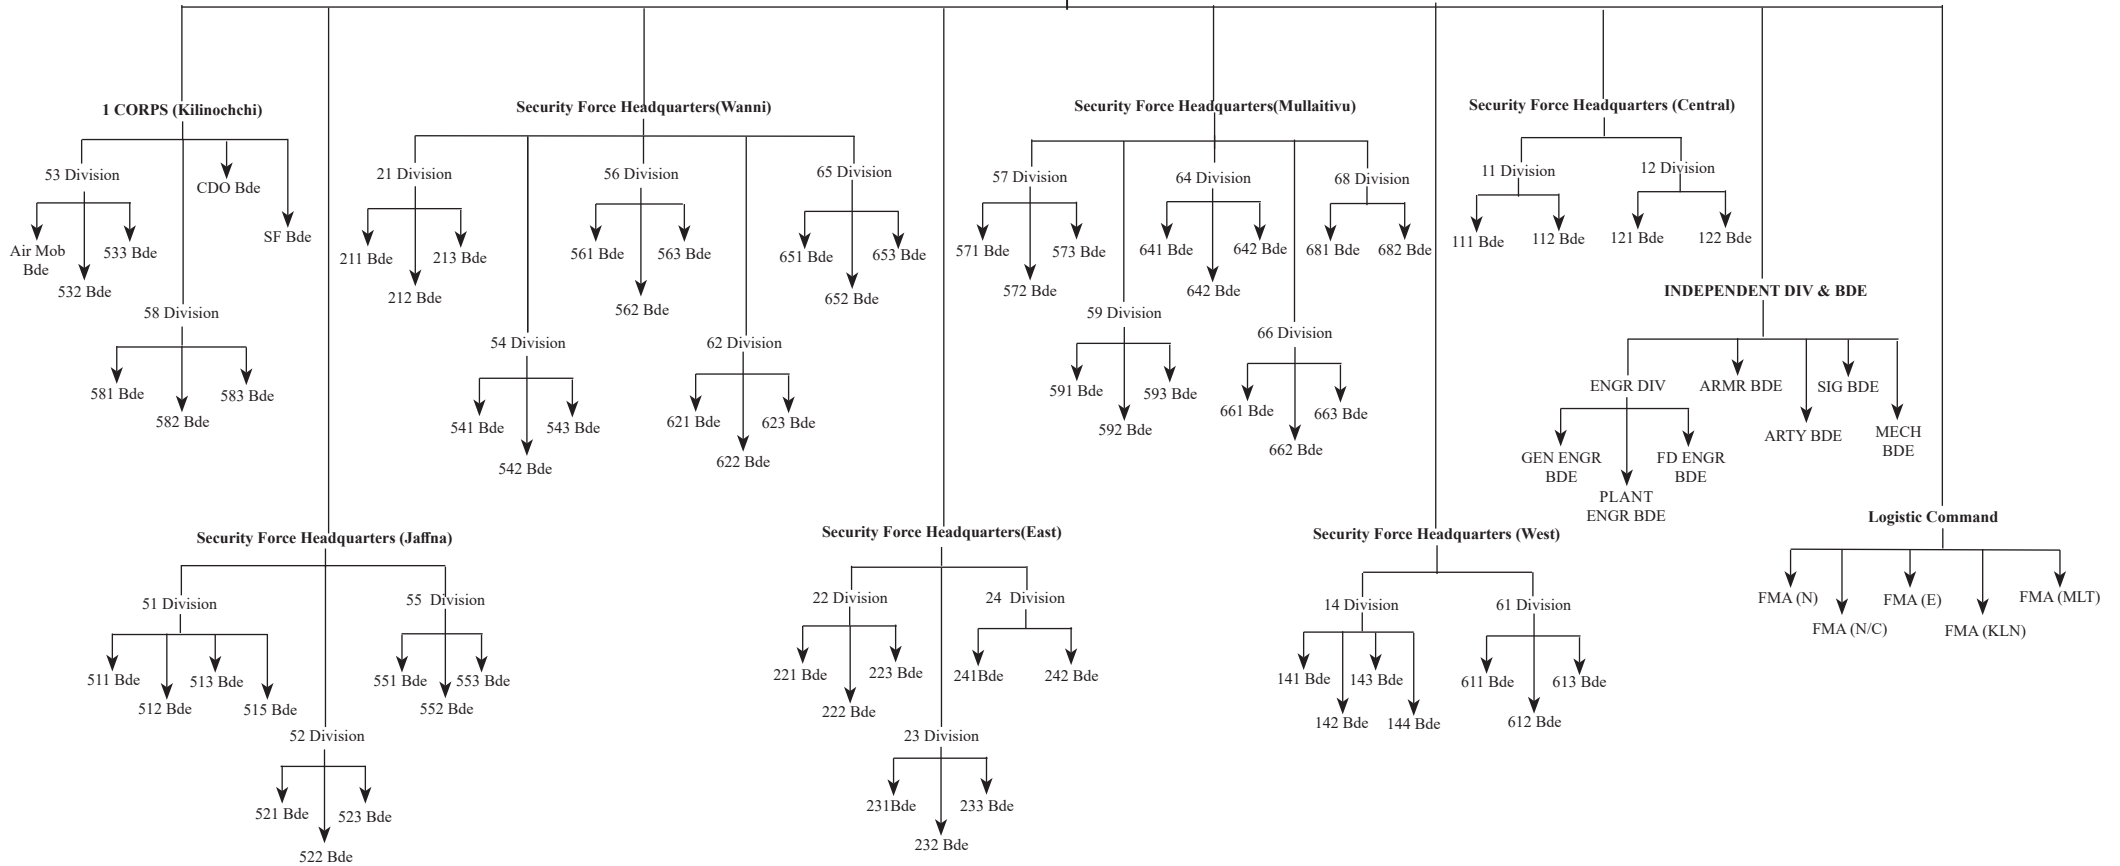 1 CORPS (Kilinochchi)
53 Division
CDO Bde
SF Bde
Air Mob
Bde
533 Bde
532 Bde
58 Division
581 Bde
583 Bde
582 Bde
Security Force Headquarters (Jaffna)
51 Division
55  Division
511 Bde
513 Bde
512 Bde
515 Bde
551 Bde
553 Bde
552 Bde
52 Division
521 Bde
523 Bde
522 Bde
Security Force Headquarters(Wanni)
21 Division
56 Division
65 Division
211 Bde
213 Bde
212 Bde
561 Bde
563 Bde
562 Bde
651 Bde
653 Bde
652 Bde
54 Division
62 Division
541 Bde
543 Bde
542 Bde
621 Bde
623 Bde
622 Bde
Security Force Headquarters(East)
22 Division
24  Division
221 Bde
223 Bde
222 Bde
241Bde
242 Bde
23 Division
231Bde
233 Bde
232 Bde
Security Force Headquarters(Mullaitivu)
57 Division
64 Division
68 Division
571 Bde
573 Bde
572 Bde
641 Bde
642 Bde
642 Bde
681 Bde
682 Bde
59 Division
66 Division
591 Bde
593 Bde
592 Bde
661 Bde
663 Bde
662 Bde
Security Force Headquarters (West)
14 Division
61 Division
141 Bde
143 Bde
142 Bde
144 Bde
611 Bde
613 Bde
612 Bde
Security Force Headquarters (Central)
11 Division
12 Division
111 Bde
112 Bde
121 Bde
122 Bde
INDEPENDENT DIV & BDE
ENGR DIV
ARMR BDE
SIG BDE
ARTY BDE
MECH
BDE
GEN ENGR
BDE
FD ENGR
BDE
PLANT
ENGR BDE
Logistic Command
FMA (N)
FMA (E)
FMA (MLT)
FMA (N/C)
FMA (KLN)